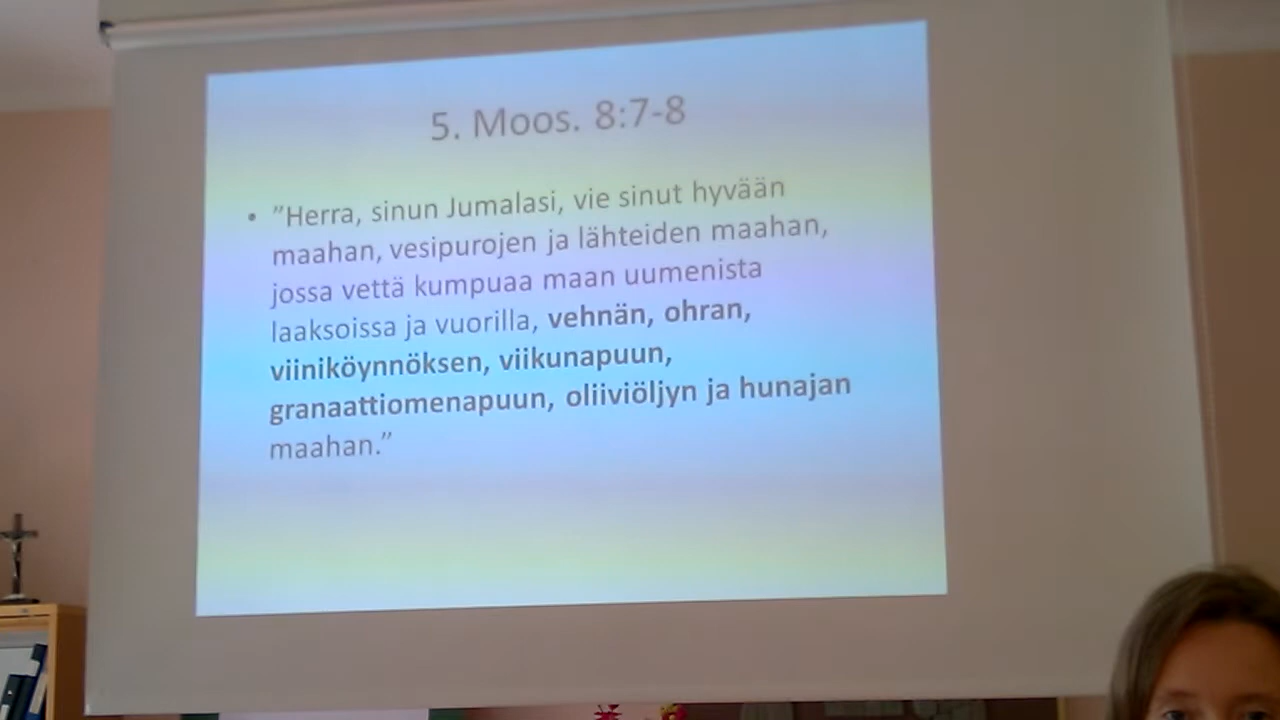 5. Moos. 8:7-8
• ”Herra, sinun Jumalasi, vie sinut hyvään
maahan, vesipurojen ja lähteiden maahan,
jossa vettä kumpuaa maan uumenista
laaksoissa ja vuorilla, vehnän, ohran,
viiniköynnöksen, viikunapuun,
granaattiomenapuun, oliiviöljyn ja hunajan
maahan.”